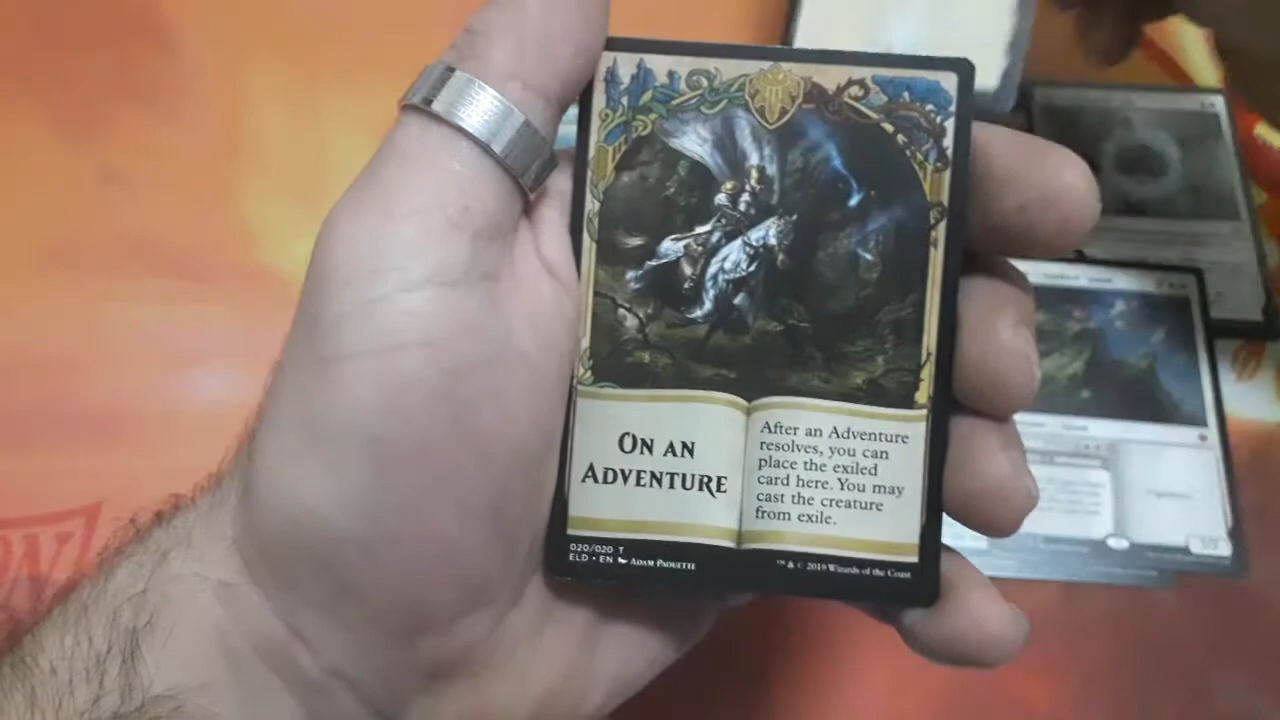 ON AN
ADVENTURE
After an Adventure
resolves, you can
place the exiled
card here. You may
cast the creature
from exile.
020/020 T
ELD • EN ADAM PAQUETTE
™ & © 2019 Wizards of the Coast